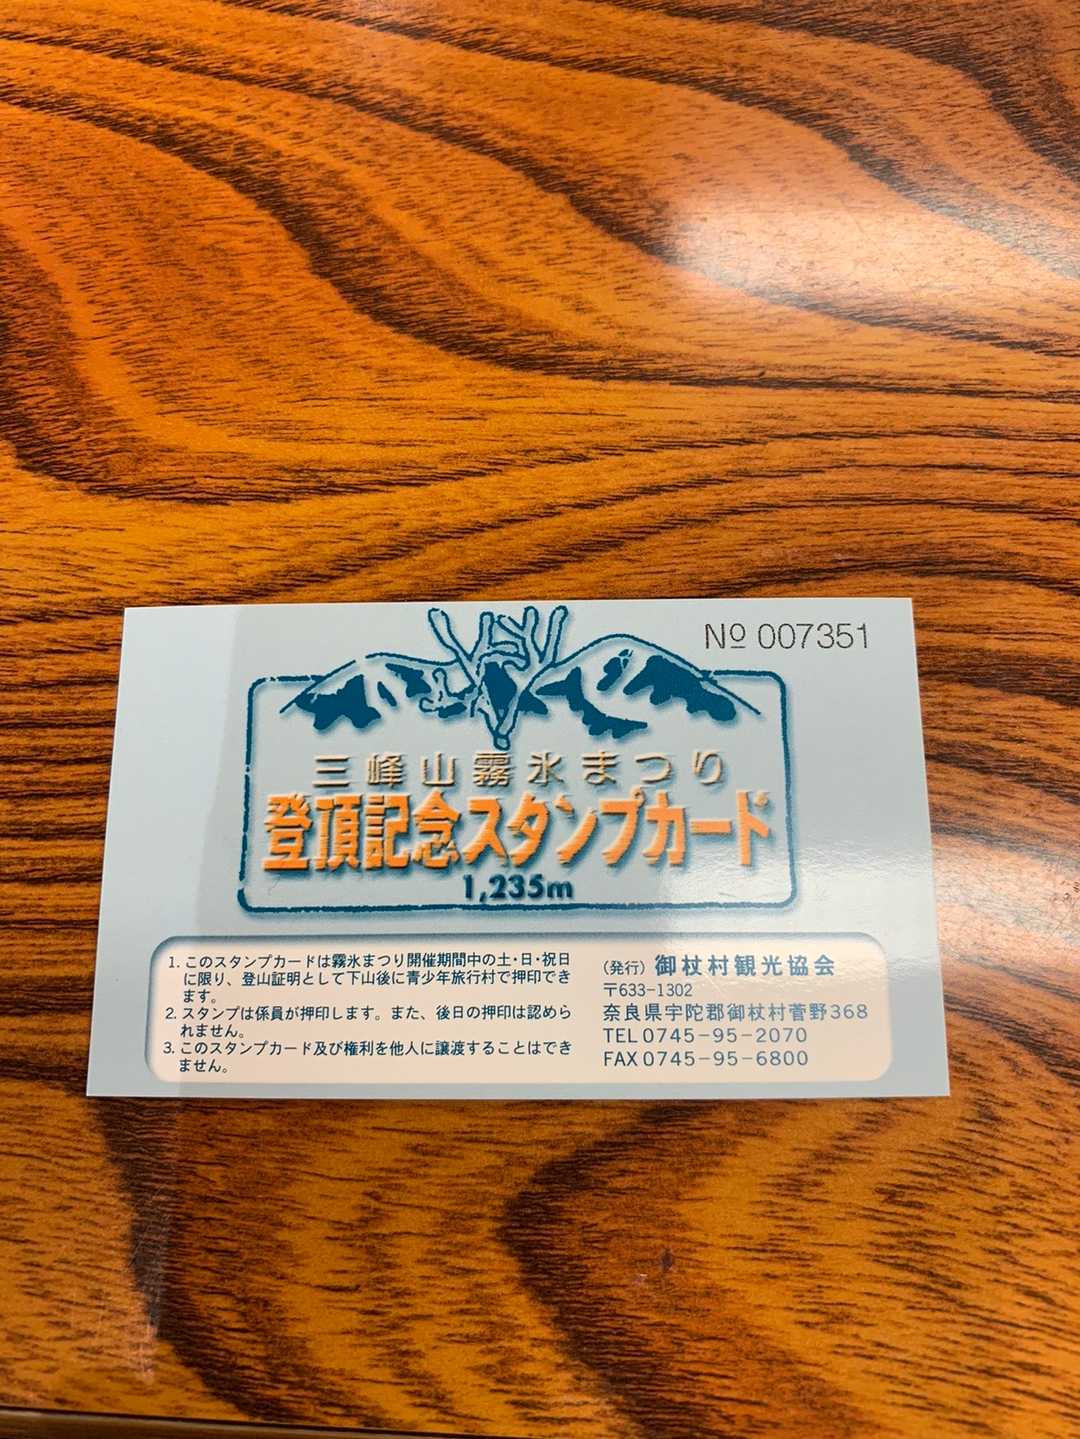 № 007351
三峰山霧氷まつり
登頂記念スタンプカード
1,235m
1. このスタンプカードは霧氷まつり開催期間中の土・日・祝日
に限り、登山証明として下山後に青少年旅行村で押印でき
ます。
2. スタンプは係員が押印します。また、後日の押印は認めら
れません。
3. このスタンプカード及び権利を他人に譲渡することはでき
ません。
(発行) 御杖村観光協会
〒633-1302
奈良県宇陀郡御杖村菅野368
TEL 0745-95-2070
FAX 0745-95-6800